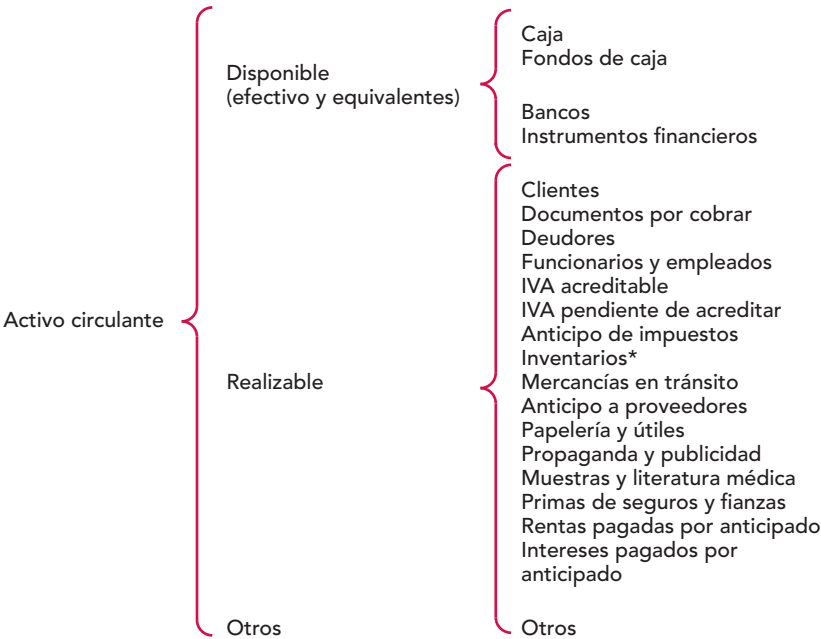 Activo circulante
Disponible
(efectivo y equivalentes)
Caja
Fondos de caja
Bancos
Instrumentos financieros
Realizable
Clientes
Documentos por cobrar
Deudores
Funcionarios y empleados
IVA acreditable
IVA pendiente de acreditar
Anticipo de impuestos
Inventarios*
Mercancías en tránsito
Anticipo a proveedores
Papelería y útiles
Propaganda y publicidad
Muestras y literatura médica
Primas de seguros y fianzas
Rentas pagadas por anticipado
Intereses pagados por
anticipado
Otros
Otros